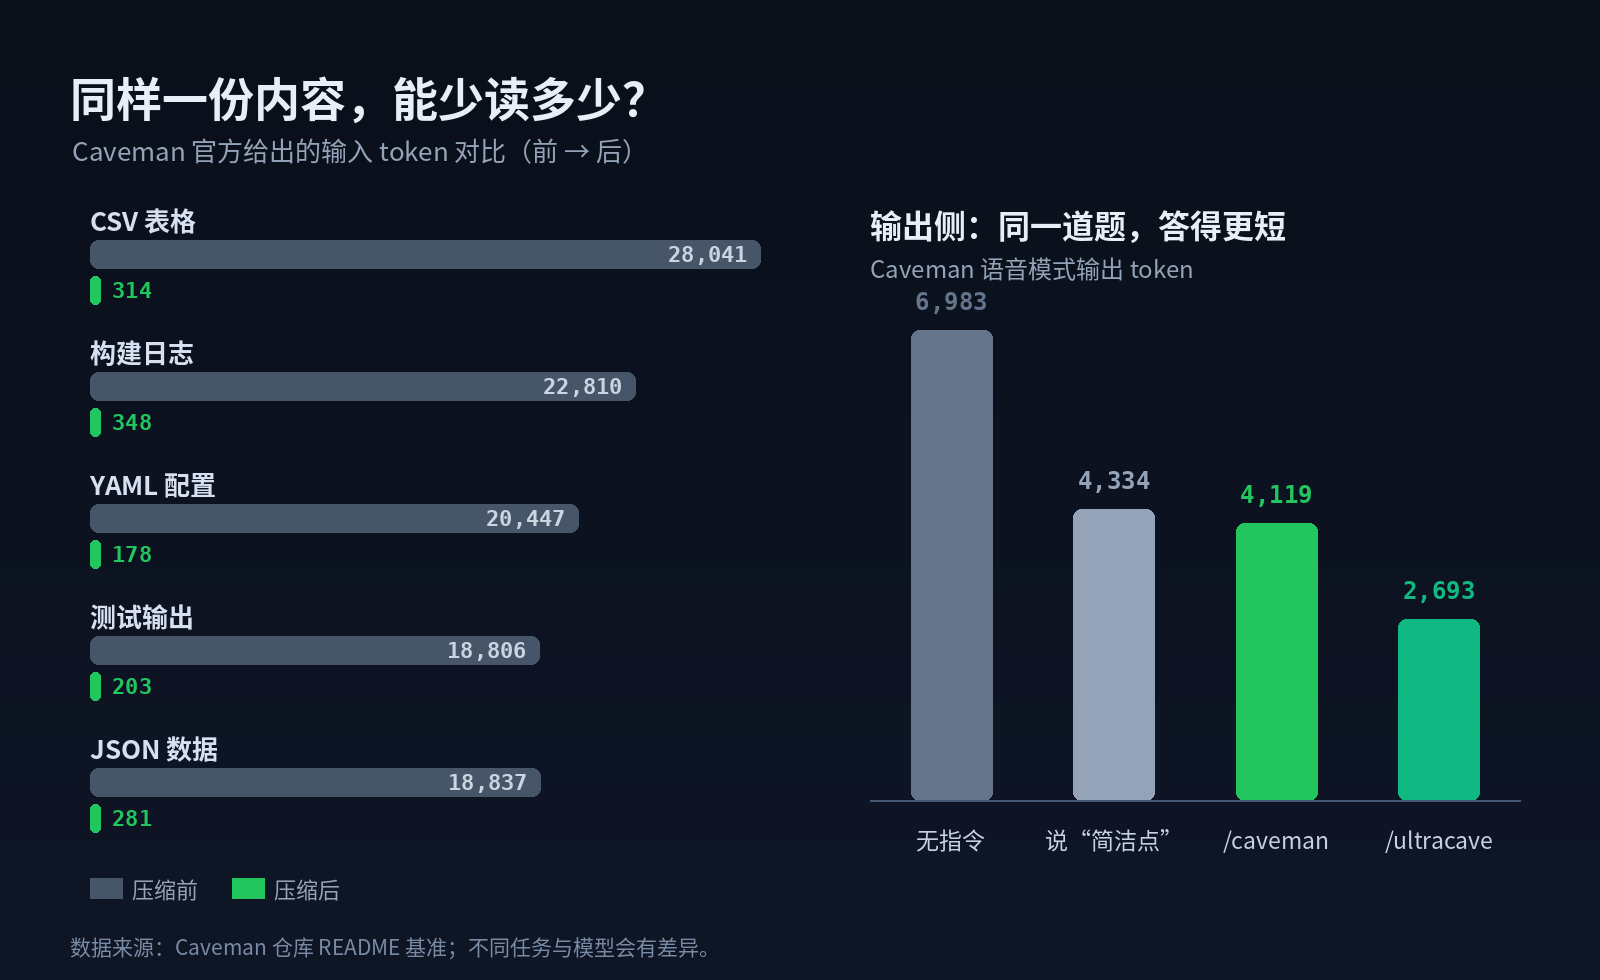 同样一份内容，能少读多少？
Caveman 官方给出的输入 token 对比（前 → 后）
CSV 表格
28,041
314
构建日志
22,810
348
YAML 配置
20,447
178
测试输出
18,806
203
JSON 数据
18,837
281
压缩前
压缩后
输出侧：同一道题，答得更短
Caveman 语音模式输出 token
6,983
4,334
4,119
2,693
无指令
说“简洁点”
/caveman
/ultracave
数据来源：Caveman 仓库 README 基准；不同任务与模型会有差异。